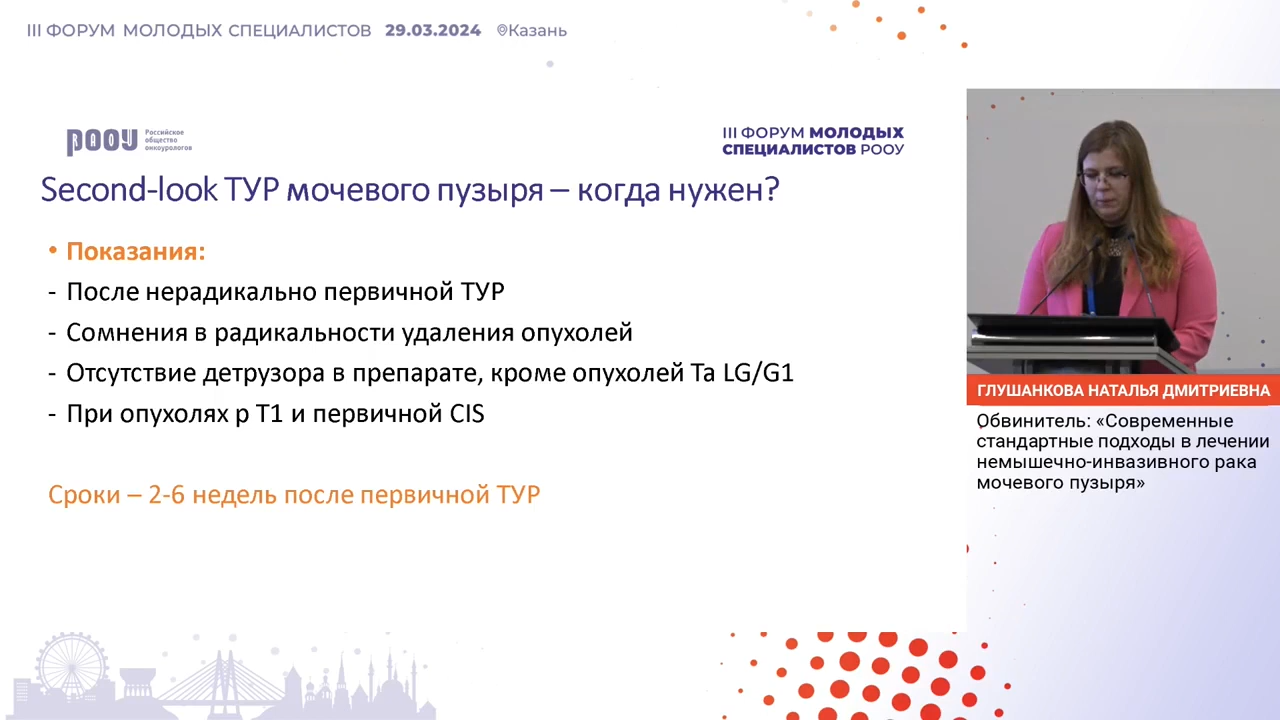 III ФОРУМ МОЛОДЫХ СПЕЦИАЛИСТОВ 29.03.2024 Казань
РООУ
Российское
общество
онкоурологов
III ФОРУМ МОЛОДЫХ
СПЕЦИАЛИСТОВ РООУ
Second-look ТУР мочевого пузыря – когда нужен?
• Показания:
- После нерадикально первичной ТУР
- Сомнения в радикальности удаления опухолей
- Отсутствие детрузора в препарате, кроме опухолей Та LG/G1
- При опухолях р Т1 и первичной CIS
Сроки – 2-6 недель после первичной ТУР
ГЛУШАНКОВА НАТАЛЬЯ ДМИТРИЕВНА
Обвинитель: «Современные
стандартные подходы в лечении
немышечно-инвазивного рака
мочевого пузыря»